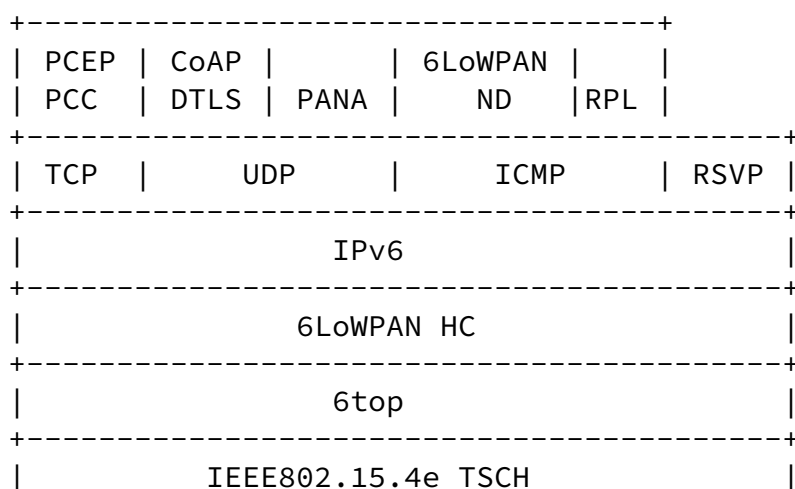 +-----------------------------------+
| PCEP | CoAP |      | 6LoWPAN |    |
| PCC  | DTLS | PANA |   ND    |RPL |
+------------------------------------------+
| TCP  |     UDP     |     ICMP     | RSVP |
+------------------------------------------+
|                 IPv6                     |
+------------------------------------------+
|               6LoWPAN HC                 |
+------------------------------------------+
|                 6top                     |
+------------------------------------------+
|          IEEE802.15.4e TSCH              |